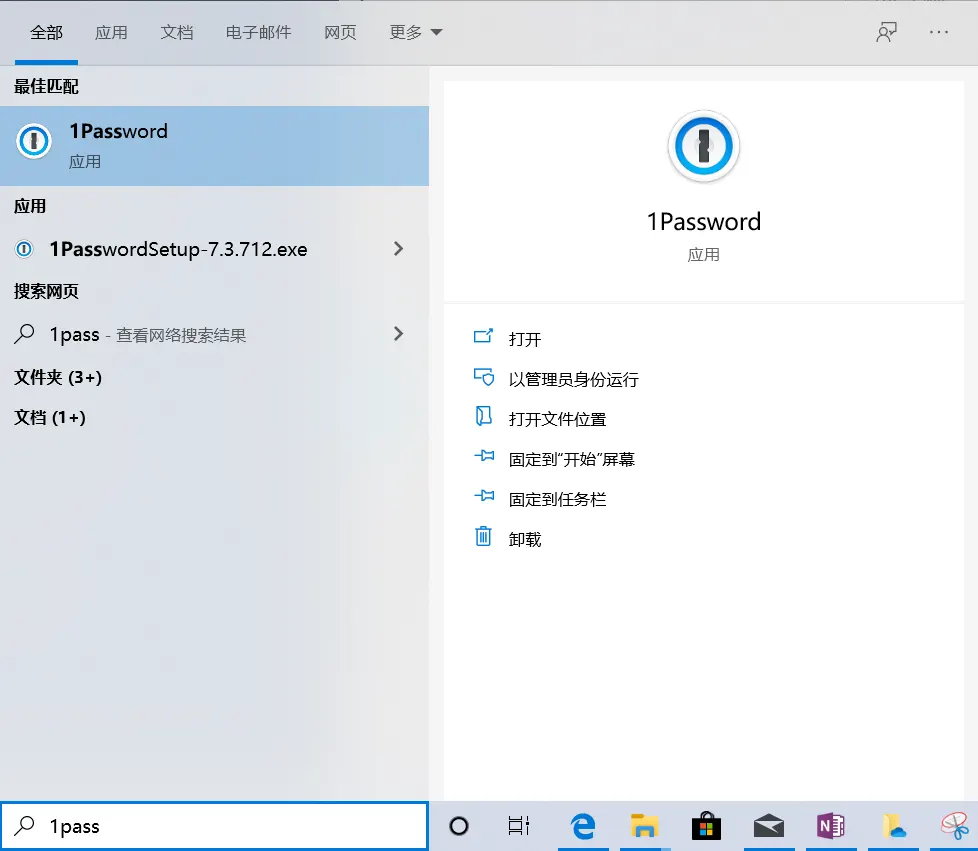 全部 应用 文档 电子邮件 网页 更多
最佳匹配
1Password
应用
应用
1PasswordSetup-7.3.712.exe
搜索网页
1pass - 查看网络搜索结果
文件夹 (3+)
文档 (1+)
1Password
应用
打开
以管理员身份运行
打开文件位置
固定到“开始”屏幕
固定到任务栏
卸载
1pass